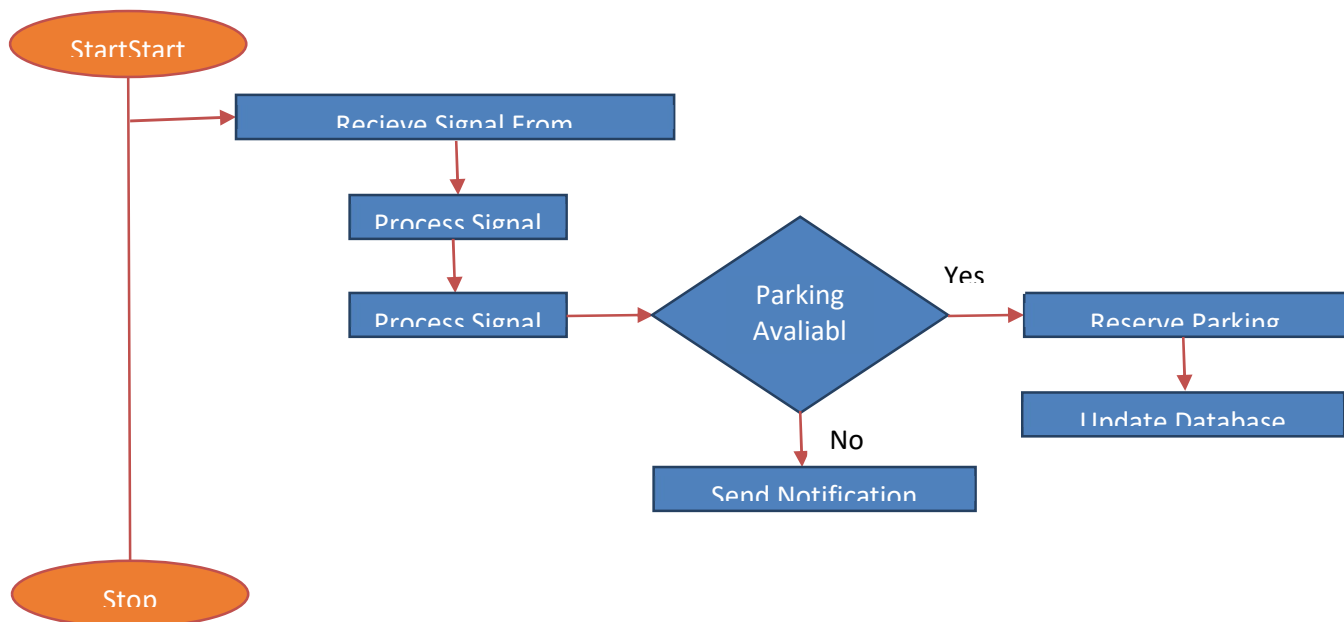 StartStart
Recieve Signal From
Process Signal
Process Signal
Parking
Avaliabl
Yes
Reserve Parking
Update Database
No
Send Notification
Stop